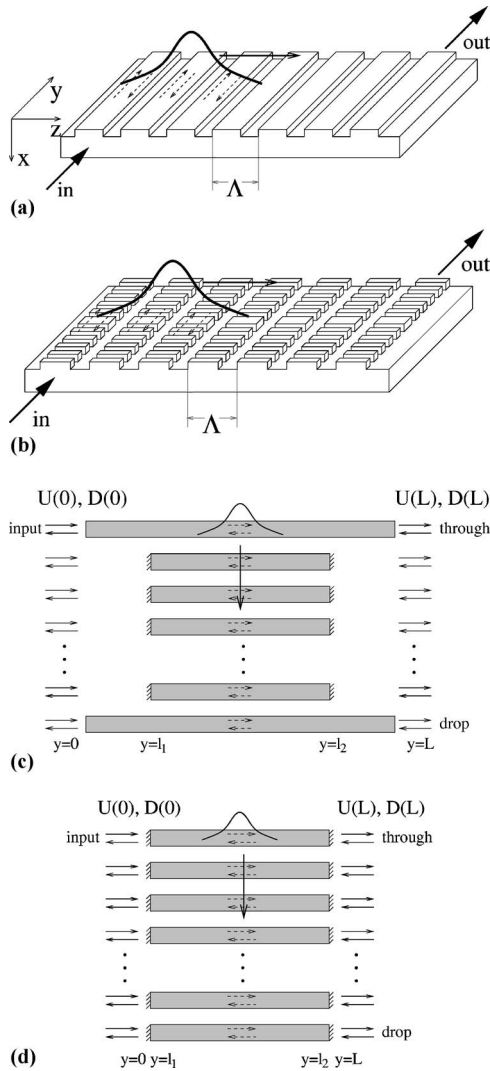 out
y
z
x
in
Λ
(a)
out
in
Λ
(b)
U(0), D(0) U(L), D(L)
input through
drop
y=0 y=l₁ y=l₂ y=L
(c)
U(0), D(0) U(L), D(L)
input through
drop
y=0 y=l₁ y=l₂ y=L
(d)